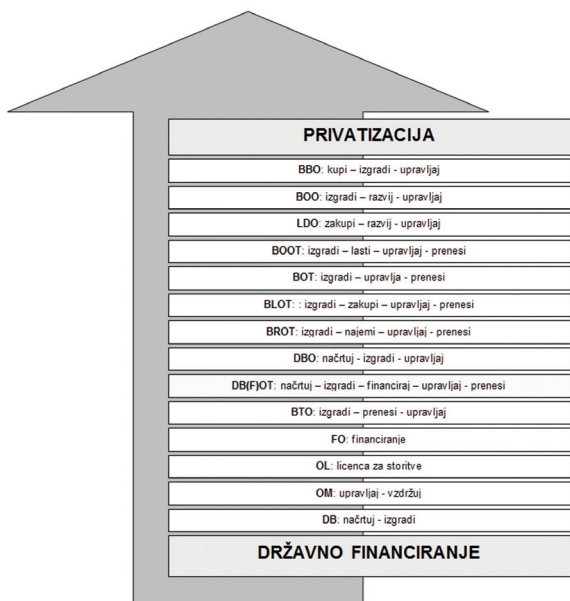 PRIVATIZACIJA
BBO: kupi – izgradi - upravljaj
BOO: izgradi – razvij - upravljaj
LDO: zakupi – razvij - upravljaj
BOOT: izgradi – lasti – upravljaj - prenesi
BOT: izgradi – upravlja - prenesi
BLOT: : izgradi – zakupi – upravljaj - prenesi
BROT: izgradi – najemi – upravljaj - prenesi
DBO: načrtuj - izgradi - upravljaj
DB(F)OT: načrtuj – izgradi – financiraj – upravljaj - prenesi
BTO: izgradi – prenesi - upravljaj
FO: financiranje
OL: licenca za storitve
OM: upravljaj - vzdržuj
DB: načrtuj - izgradi
DRŽAVNO FINANCIRANJE